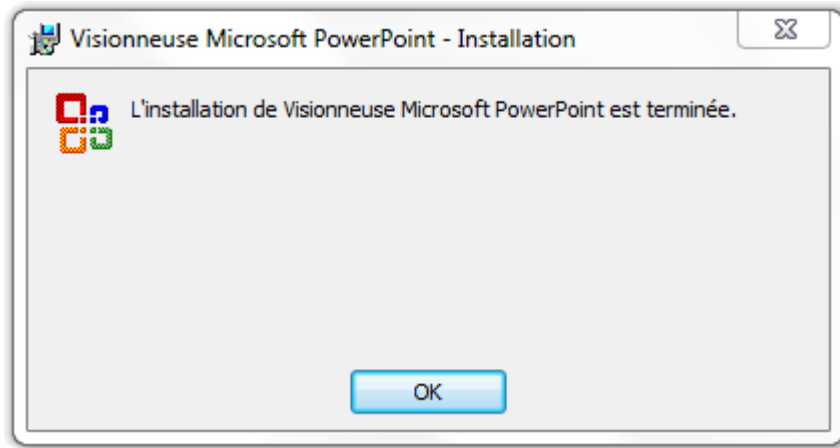 Visionneuse Microsoft PowerPoint - Installation
L'installation de Visionneuse Microsoft PowerPoint est terminée.
OK